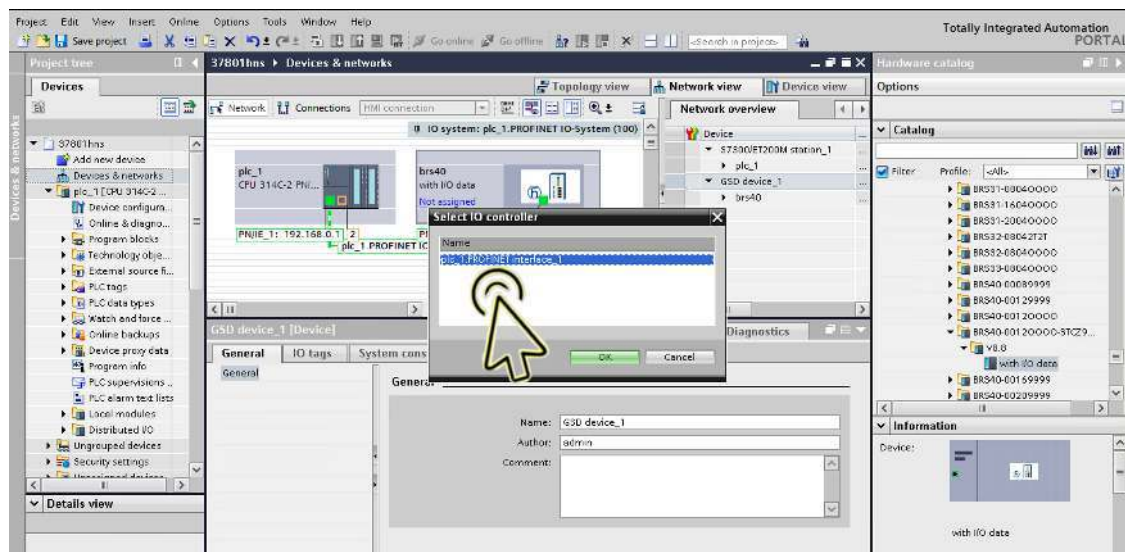 Project Edit View Insert Online Options Tools Window Help
Totally Integrated Automation
PORTAL
Save project
Go online
Go offline
<Search in project>
Project tree
37801hns ▸ Devices & networks
Hardware catalog
Devices
Topology view
Network view
Device view
Options
Network
Connections
HMI connection
Network overview
IO system: plc_1.PROFINET IO-System (100)
Catalog
Device
S7300/ET200M station_1
plc_1
GSD device_1
brs40
Filter
Profile:
<All>
Devices & networks
37801hns
Add new device
Devices & networks
plc_1 [CPU 314C-2 ...
Device configura...
Online & diagno...
Program blocks
Technology obje...
External source fi...
PLC tags
PLC data types
Watch and force ...
Online backups
Device proxy data
Program info
PLC supervisions ..
PLC alarm text lists
Local modules
Distributed I/O
Ungrouped devices
Security settings
Details view
plc_1
CPU 314C-2 PN/...
brs40
with I/O data
Not assigned
PN/IE_1: 192.168.0.1
2
plc_1.PROFINET IC
Select IO controller
Name
plc_1.PROFINET interface_1
OK
Cancel
GSD device_1 [Device]
Diagnostics
General
IO tags
System cons
General
General
Name:
GSD device_1
Author:
admin
Comment:
BRS31-08040000
BRS31-16040000
BRS31-20040000
BRS32-08042T2T
BRS32-08040000
BRS33-08040000
BRS40-00089999
BRS40-00129999
BRS40-00120000
BRS40-00120000-STCZ9...
V8.8
with I/O data
BRS40-00169999
BRS40-00209999
Information
Device:
with I/O data